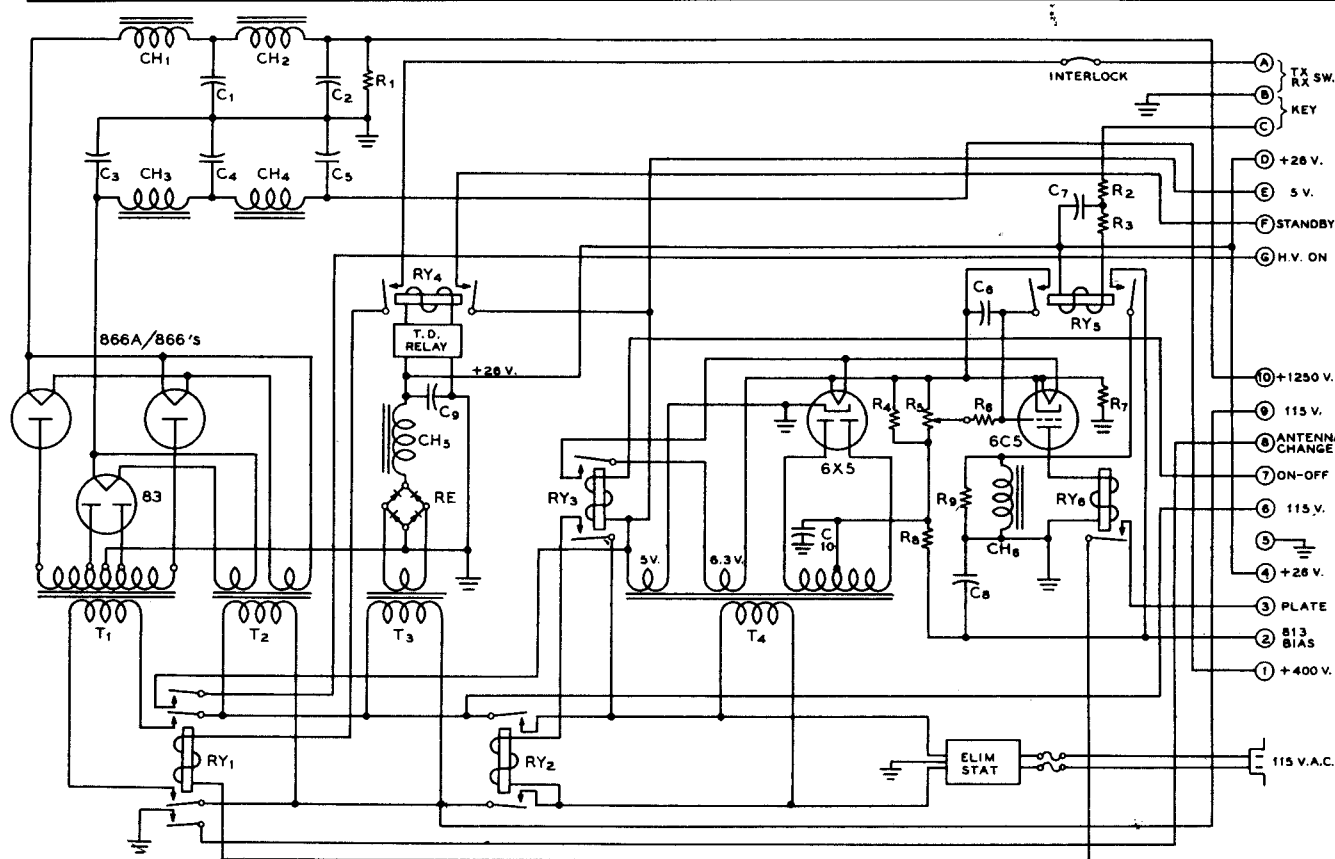 CH1
CH2
C1
C2
R1
INTERLOCK
A
TX
RX SW.
B
KEY
C
C3
CH3
C4
CH4
C5
C7
R2
R3
D +26 V.
E 5 V.
F STANDBY
G H.V. ON
RY4
T.D.
RELAY
C6
RY5
866A/866's
+26 V.
C9
CH5
R4
R5
R6
R7
10 +1250 V.
9 115 V.
8 ANTENNA
CHANGE
7 ON-OFF
6 115 V.
5
4 +26 V.
3 PLATE
2 813
BIAS
1 +400 V.
83
RE
RY3
6X5
6C5
R9
RY6
C
10
R8
CH6
C8
5V.
6.3V.
T1
T2
T3
T4
RY1
RY2
ELIM
STAT
115 V.A.C.